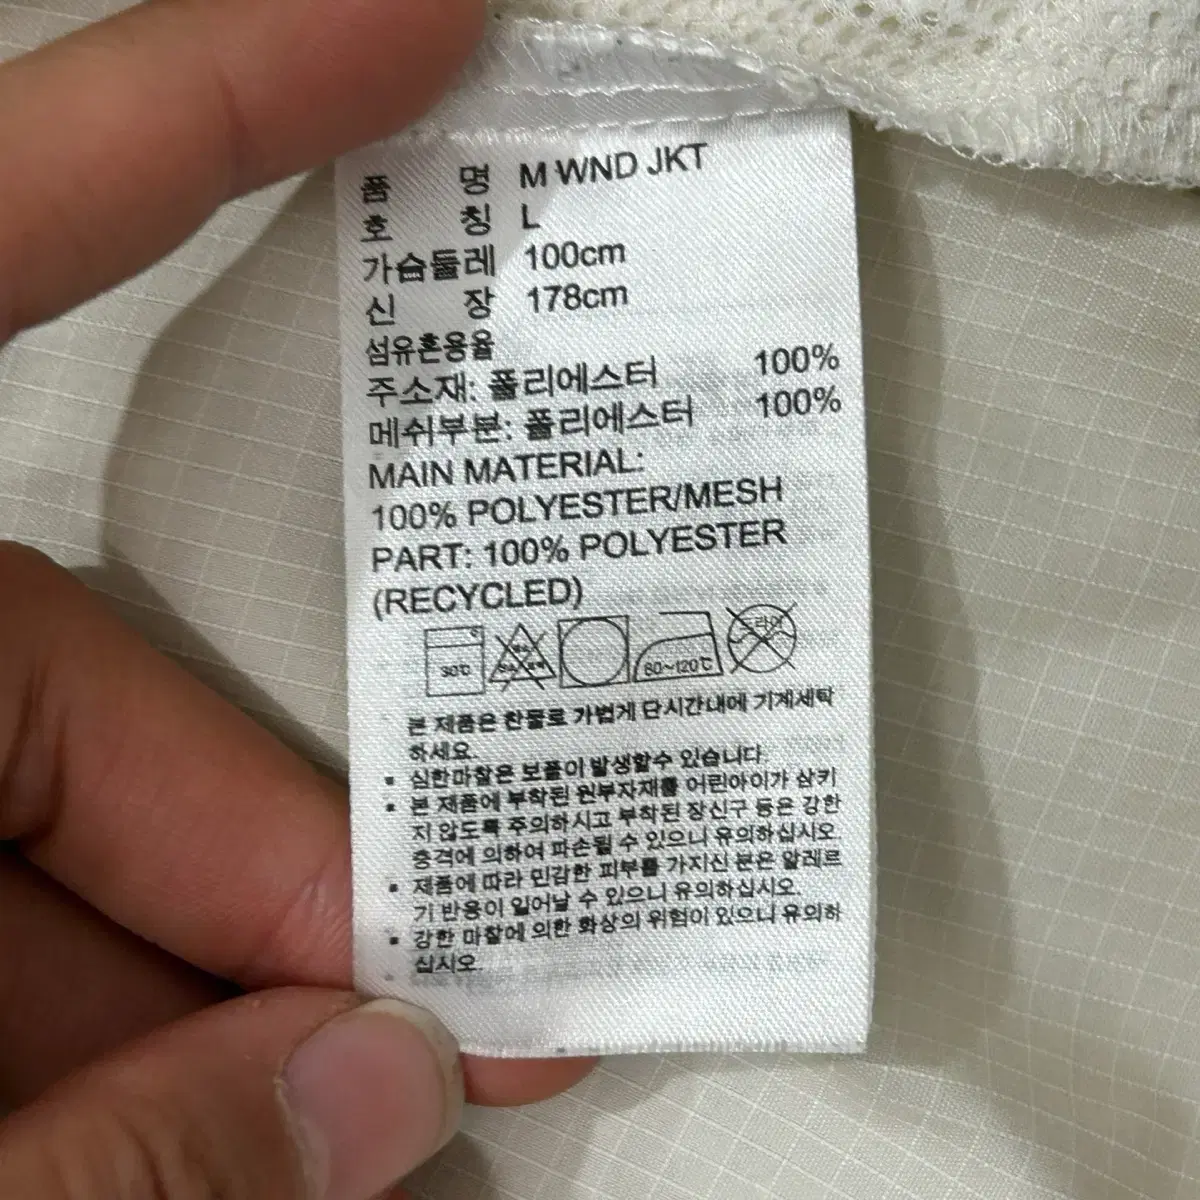 품 명 M WND JKT
호 칭 L
가슴둘레 100cm
신 장 178cm
섬유혼용율
주소재: 폴리에스터 100%
메쉬부분: 폴리에스터 100%
MAIN MATERIAL:
100% POLYESTER/MESH
PART: 100% POLYESTER
(RECYCLED)
30℃
80~120℃
드라이
본 제품은 찬물로 가볍게 단시간내에 기계세탁
하세요.
▪ 심한마찰은 보풀이 발생할수 있습니다.
▪ 본 제품에 부착된 원부자재를 어린아이가 삼키
지 않도록 주의하시고 부착된 장신구 등은 강한
충격에 의하여 파손될 수 있으니 유의하십시오.
▪ 제품에 따라 민감한 피부를 가지신 분은 알레르
기 반응이 일어날 수 있으니 유의하십시오.
▪ 강한 마찰에 의한 화상의 위험이 있으니 유의하
십시오.